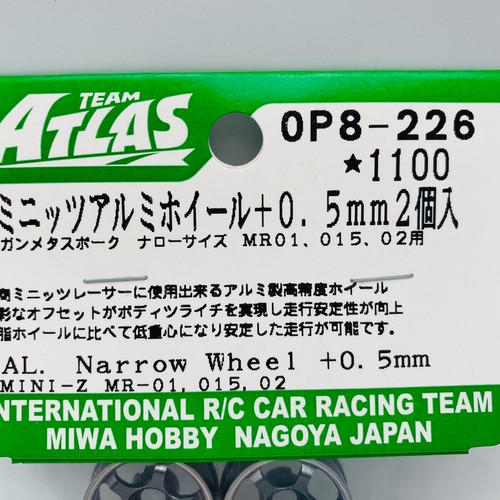 TEAM
ATLAS
OP8-226
★1100
ミニッツアルミホイール+0.5mm2個入
ガンメタスポーク ナローサイズ MR01、015、02用
ミニッツレーサーに使用出来るアルミ製高精度ホイール
なオフセットがボディツライチを実現し走行安定性が向上
脂ホイールに比べて低重心になり安定した走行が可能です。
AL. Narrow Wheel +0.5mm
MINI-Z MR-01,015,02
INTERNATIONAL R/C CAR RACING TEAM
MIWA HOBBY NAGOYA JAPAN